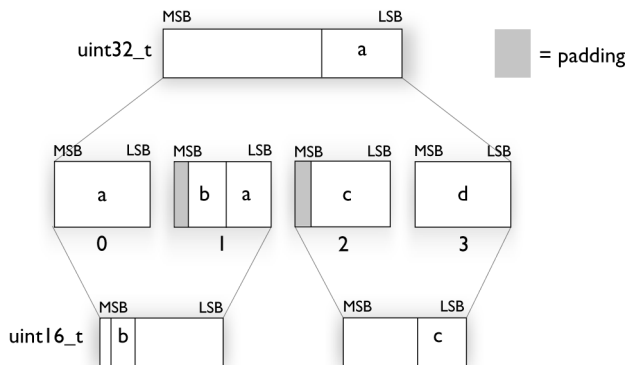 MSB LSB
uint32_t a
= padding
MSB LSB MSB LSB MSB LSB MSB LSB
a b a c d
0 1 2 3
MSB LSB MSB LSB
uint16_t b c